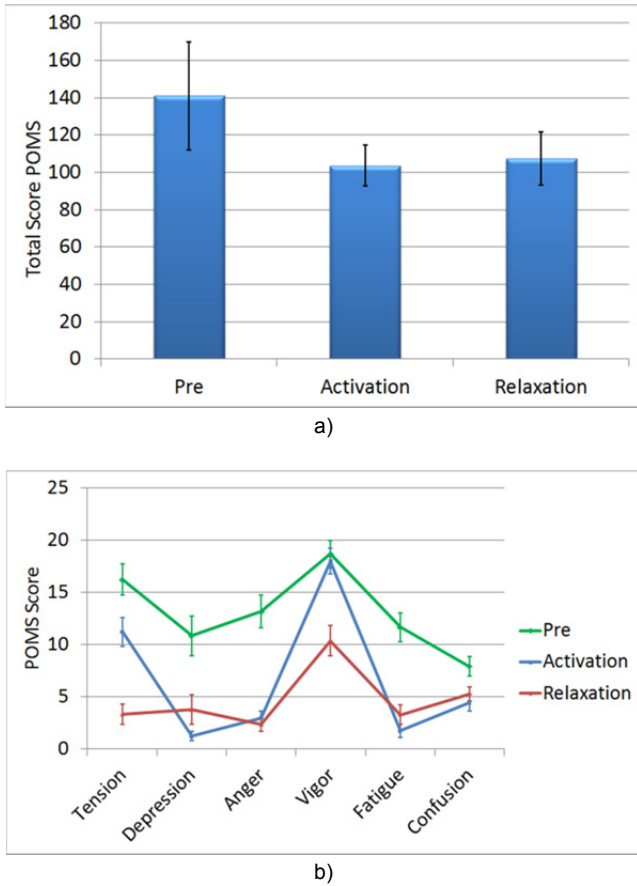 Total Score POMS
180
160
140
120
100
80
60
40
20
0
Pre Activation Relaxation
a)
POMS Score
25
20
15
10
5
0
Tension
Depression
Anger
Vigor
Fatigue
Confusion
Pre
Activation
Relaxation
b)